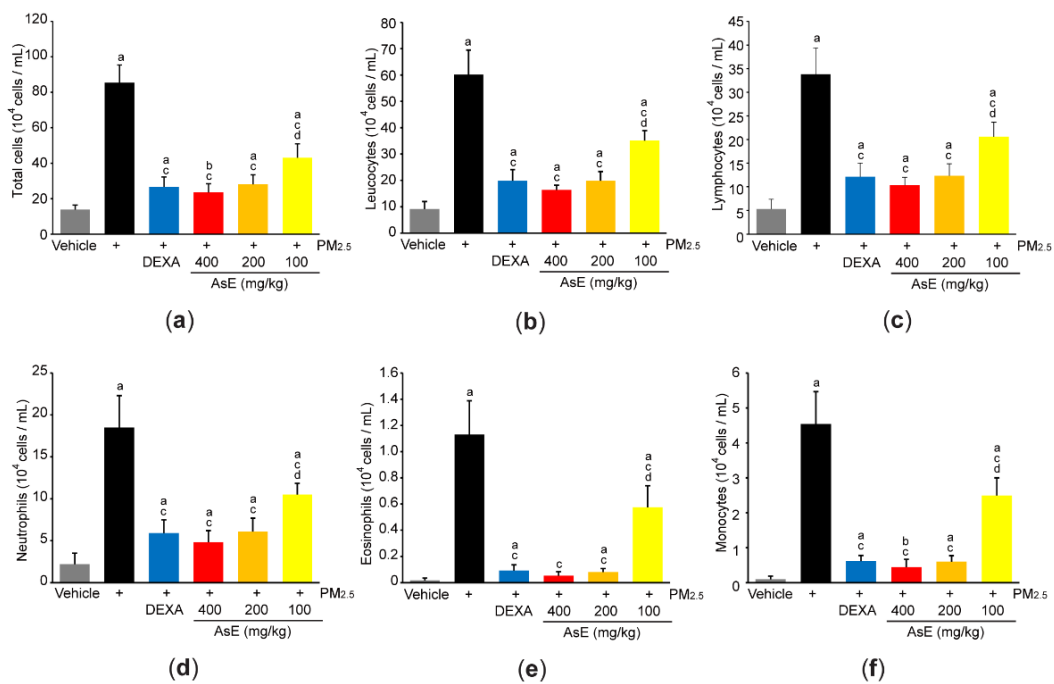 Total cells (10⁴ cells / mL)
120
100
80
60
40
20
0
a
a
c
b
c
a
c
a
c
d
Vehicle + + + + + PM2.5
DEXA 400 200 100
AsE (mg/kg)
(a)
Leucocytes (10⁴ cells / mL)
80
70
60
50
40
30
20
10
0
a
a
c
a
c
a
c
a
c
d
Vehicle + + + + + PM2.5
DEXA 400 200 100
AsE (mg/kg)
(b)
Lymphocytes (10⁴ cells / mL)
45
40
35
30
25
20
15
10
5
0
a
a
c
a
c
a
c
a
c
d
Vehicle + + + + + PM2.5
DEXA 400 200 100
AsE (mg/kg)
(c)
Neutrophils (10⁴ cells / mL)
25
20
15
10
5
0
a
a
c
a
c
a
c
a
c
d
Vehicle + + + + + PM2.5
DEXA 400 200 100
AsE (mg/kg)
(d)
Eosinophils (10⁴ cells / mL)
1.6
1.4
1.2
1.0
0.8
0.6
0.4
0.2
0
a
a
c
c
a
c
a
c
d
Vehicle + + + + + PM2.5
DEXA 400 200 100
AsE (mg/kg)
(e)
Monocytes (10⁴ cells / mL)
6
5
4
3
2
1
0
a
a
c
b
c
a
c
a
c
d
Vehicle + + + + + PM2.5
DEXA 400 200 100
AsE (mg/kg)
(f)